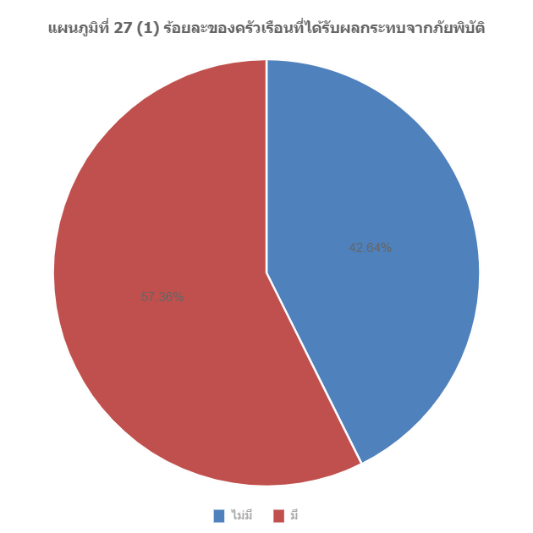 แผนภูมิที่ 27 (1) ร้อยละของครัวเรือนที่ได้รับผลกระทบจากภัยพิบัติ
42.64%
57.36%
ไม่มี มี